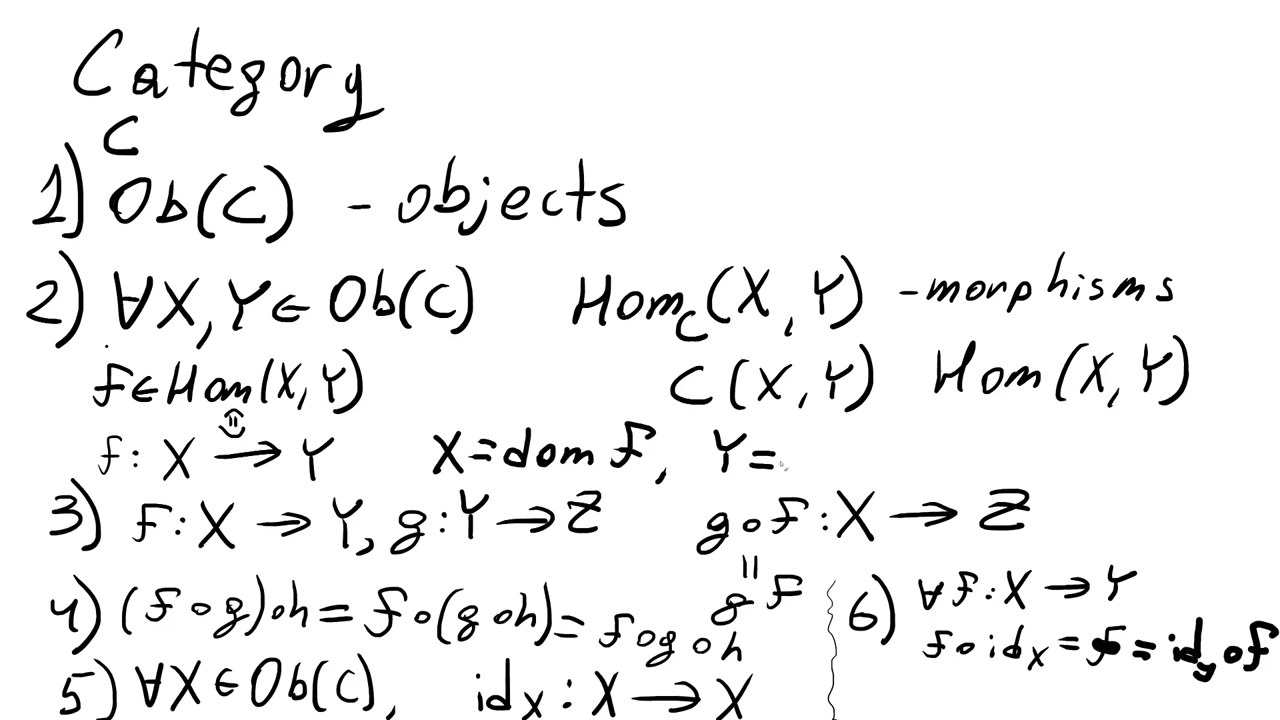 Category
C
1) Ob(C) - objects
2) ∀X, Y ∈ Ob(C) Hom_C(X, Y) - morphisms
f ∈ Hom(X, Y) C(X, Y) Hom(X, Y)
f: X → Y X = dom f, Y =
3) f: X → Y, g: Y → Z g∘f: X → Z
=
g f
4) (f∘g)∘h = f∘(g∘h) = f∘g∘h
5) ∀X ∈ Ob(C), id_X: X → X
6) ∀f: X → Y
f∘id_X = f = id_y∘f